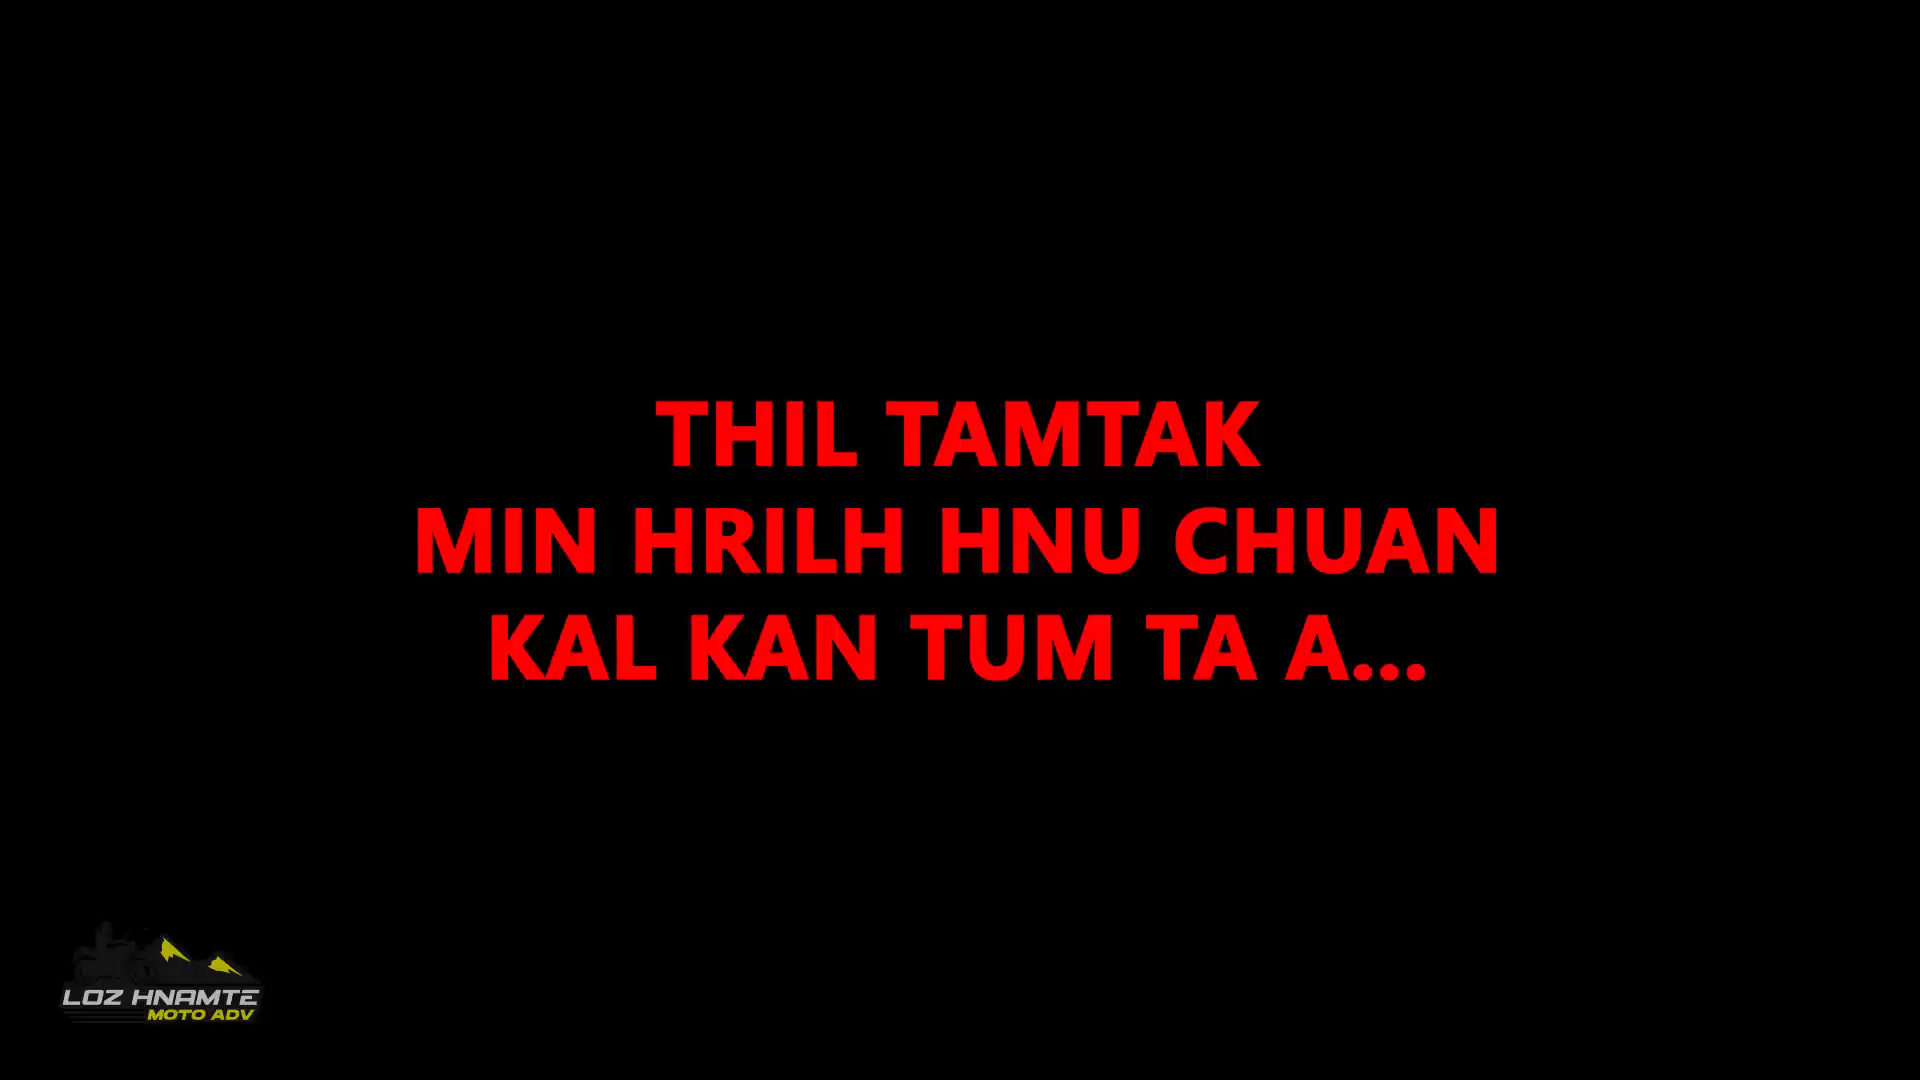 THIL TAMTAK
MIN HRILH HNU CHUAN
KAL KAN TUM TA A...
LOZ HNAMTE
MOTO ADV